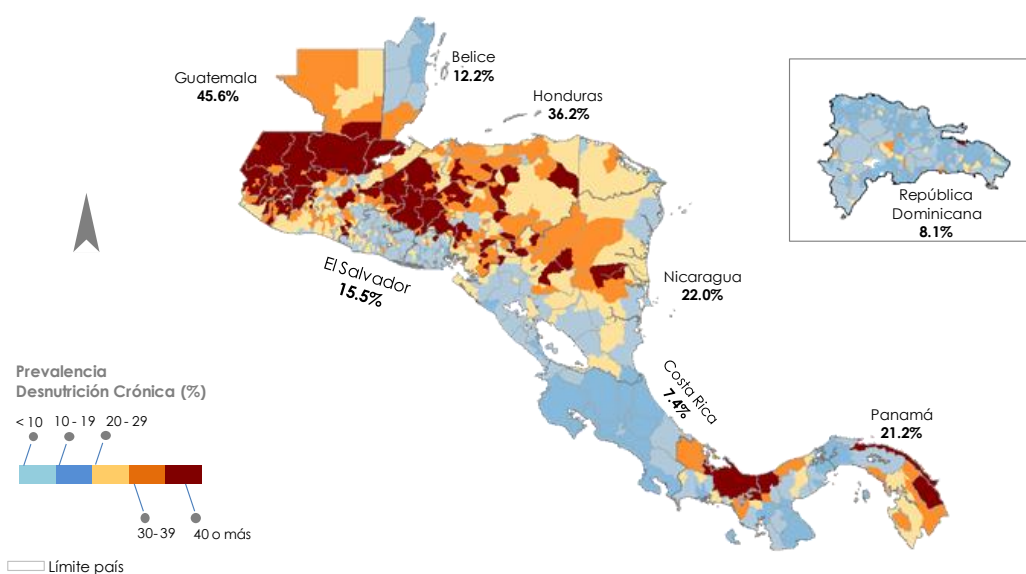 Belice
12.2%
Guatemala
45.6%
Honduras
36.2%
República
Dominicana
8.1%
El Salvador
15.5%
Nicaragua
22.0%
Costa Rica
7.4%
Panamá
21.2%
Prevalencia
Desnutrición Crónica (%)
< 10
10 - 19
20 - 29
30- 39
40 o más
Límite país